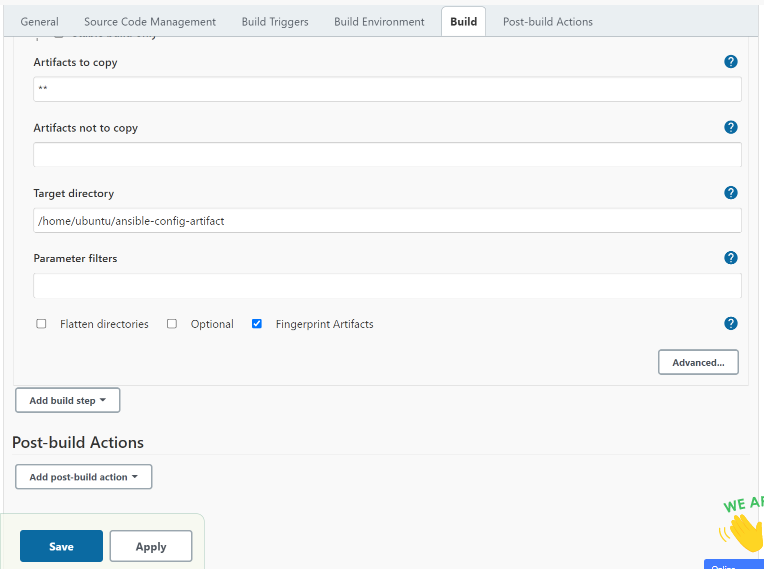 General Source Code Management Build Triggers Build Environment Build Post-build Actions
Artifacts to copy
**
Artifacts not to copy
Target directory
/home/ubuntu/ansible-config-artifact
Parameter filters
Flatten directories Optional Fingerprint Artifacts
Advanced...
Add build step
Post-build Actions
Add post-build action
WE AR
Save Apply